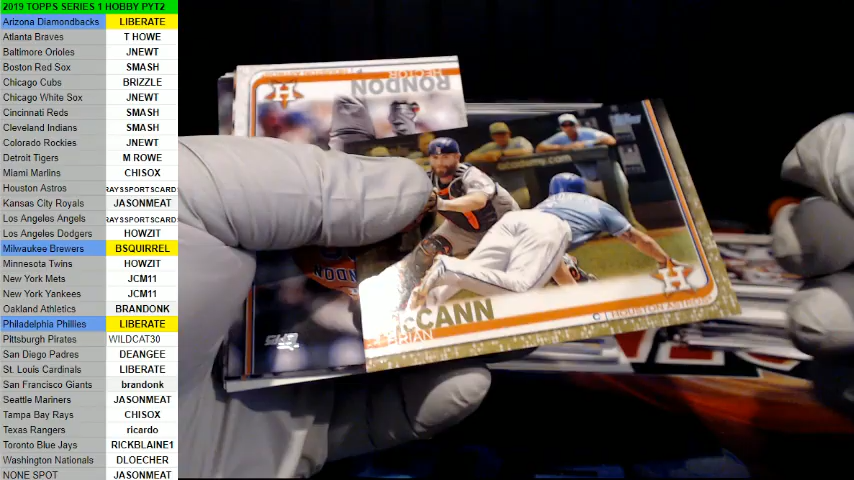 2019 TOPPS SERIES 1 HOBBY PYT2
Arizona Diamondbacks LIBERATE
Atlanta Braves T HOWE
Baltimore Orioles JNEWT
Boston Red Sox SMASH
Chicago Cubs BRIZZLE
Chicago White Sox JNEWT
Cincinnati Reds SMASH
Cleveland Indians SMASH
Colorado Rockies JNEWT
Detroit Tigers M ROWE
Miami Marlins CHISOX
Houston Astros RAYSSPORTSCARD
Kansas City Royals JASONMEAT
Los Angeles Angels RAYSSPORTSCARD
Los Angeles Dodgers HOWZIT
Milwaukee Brewers BSQUIRREL
Minnesota Twins HOWZIT
New York Mets JCM11
New York Yankees JCM11
Oakland Athletics BRANDONK
Philadelphia Phillies LIBERATE
Pittsburgh Pirates WILDCAT30
San Diego Padres DEANGEE
St. Louis Cardinals LIBERATE
San Francisco Giants brandonk
Seattle Mariners JASONMEAT
Tampa Bay Rays CHISOX
Texas Rangers ricardo
Toronto Blue Jays RICKBLAINE1
Washington Nationals DLOECHER
NONE SPOT JASONMEAT
HECTOR
RONDON
H
Topps
McCANN
BRIAN
C | HOUSTON ASTROS
H